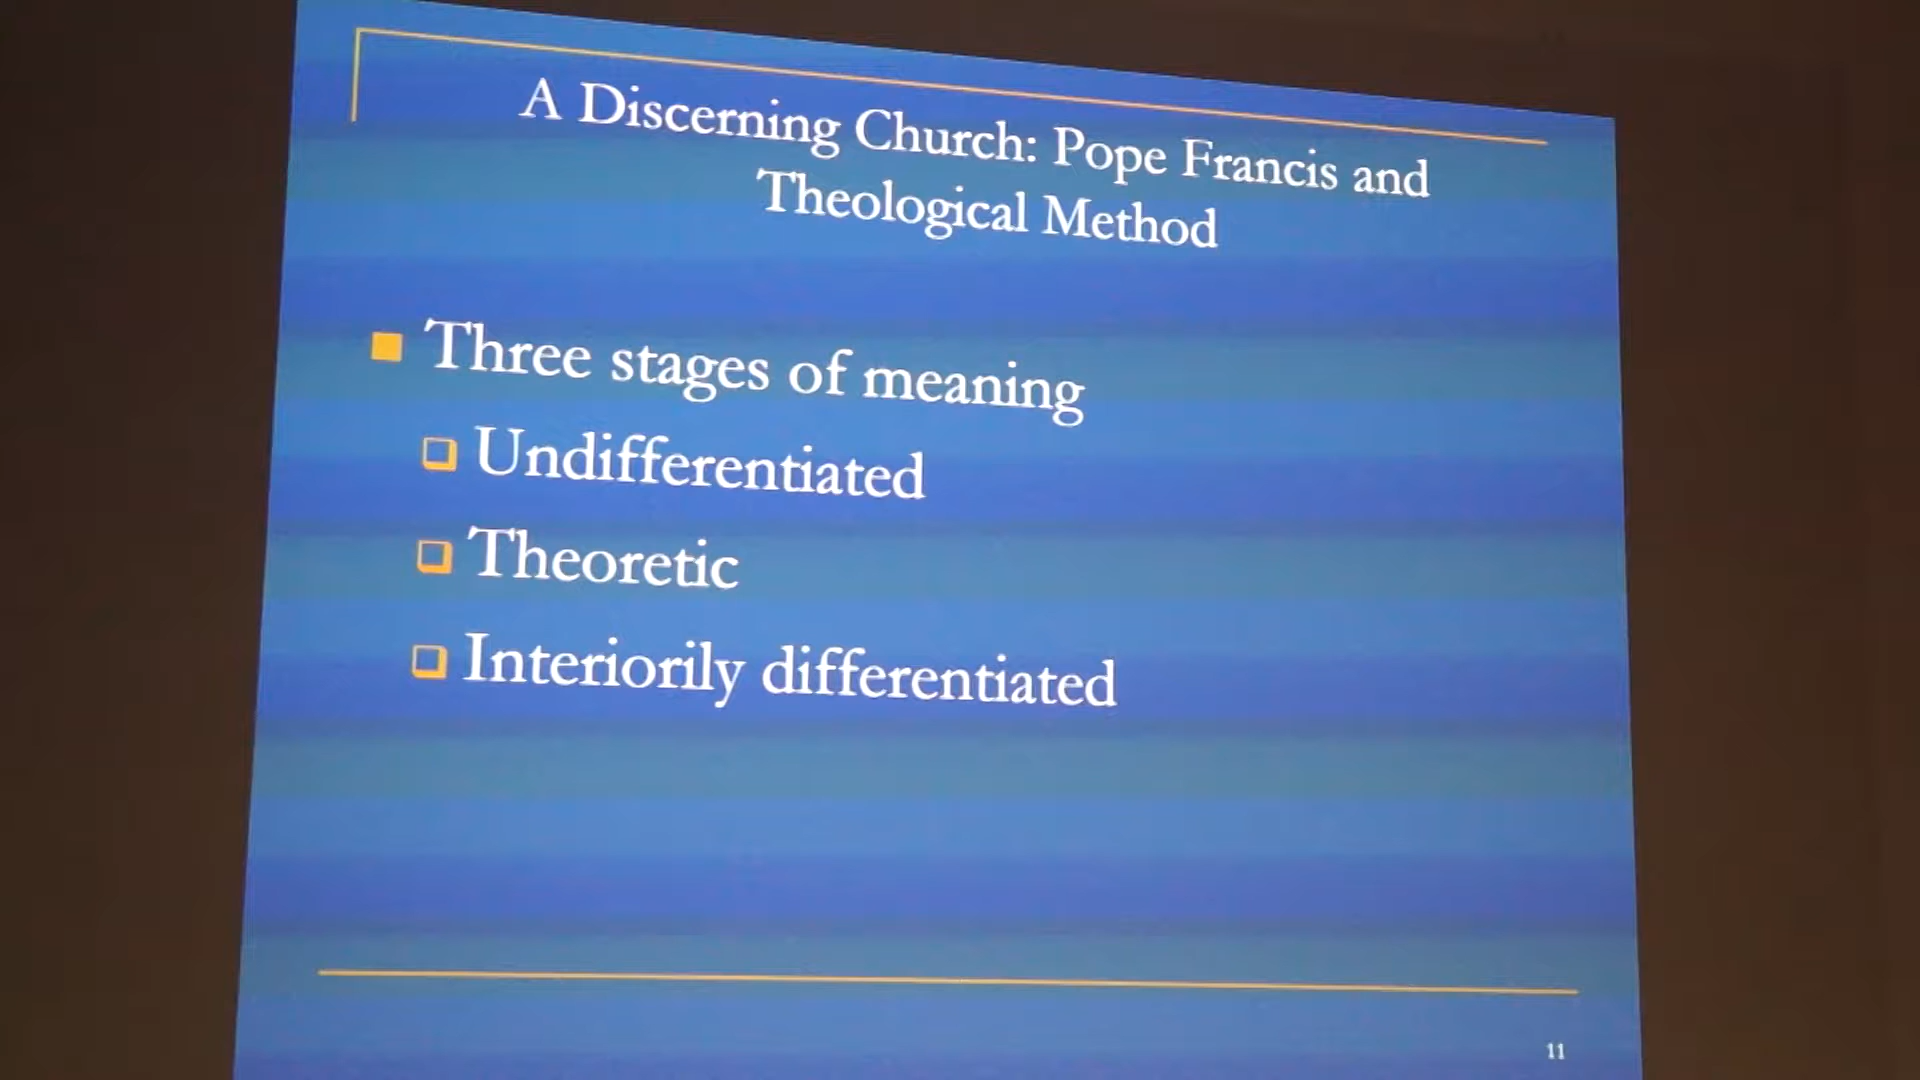 A Discerning Church: Pope Francis and
Theological Method
Three stages of meaning
Undifferentiated
Theoretic
Interiorily differentiated
11